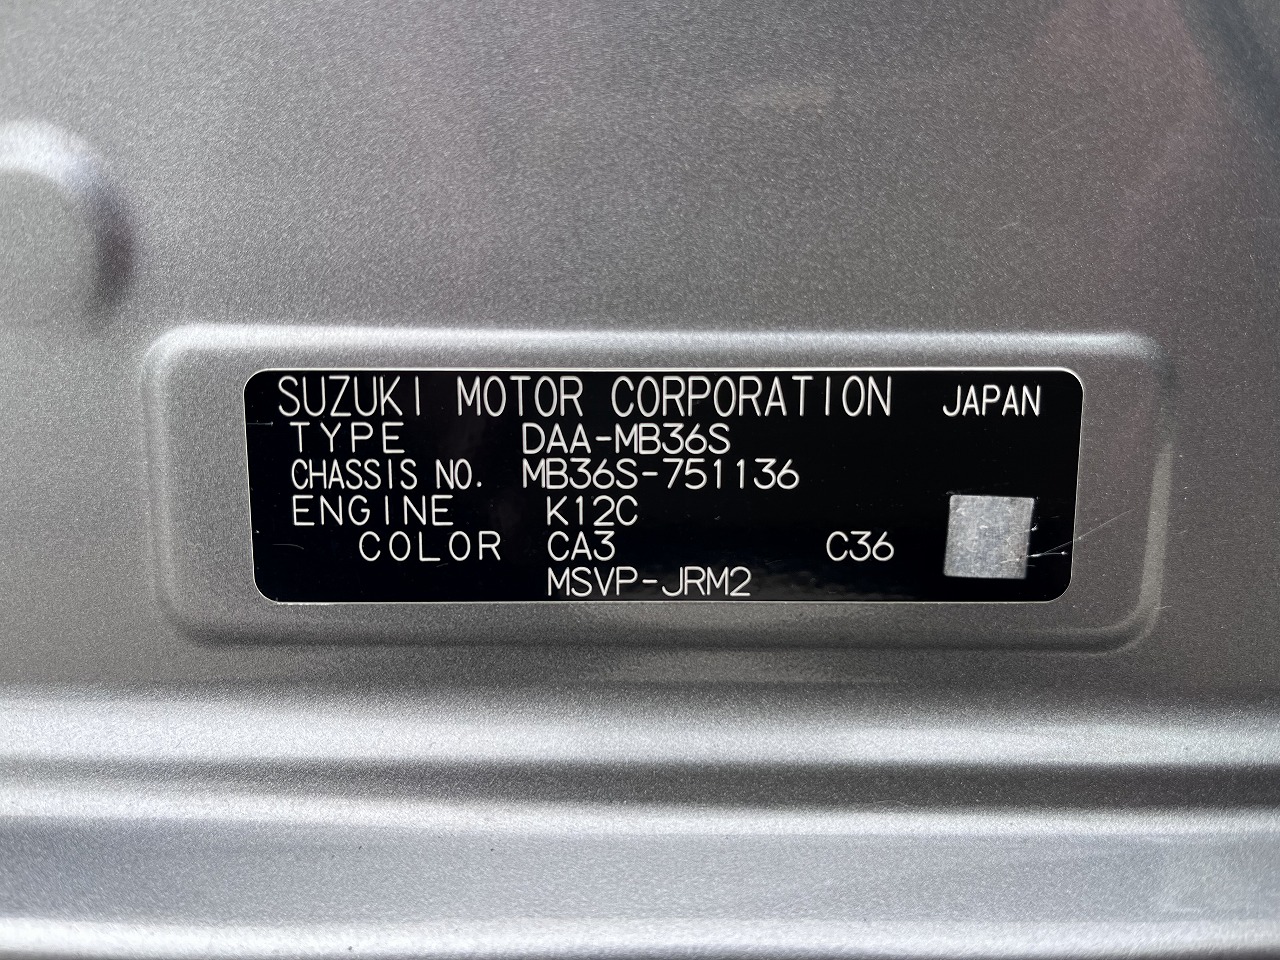 SUZUKI MOTOR CORPORATION JAPAN
TYPE DAA-MB36S
CHASSIS NO. MB36S-751136
ENGINE K12C
COLOR CA3 C36
MSVP-JRM2